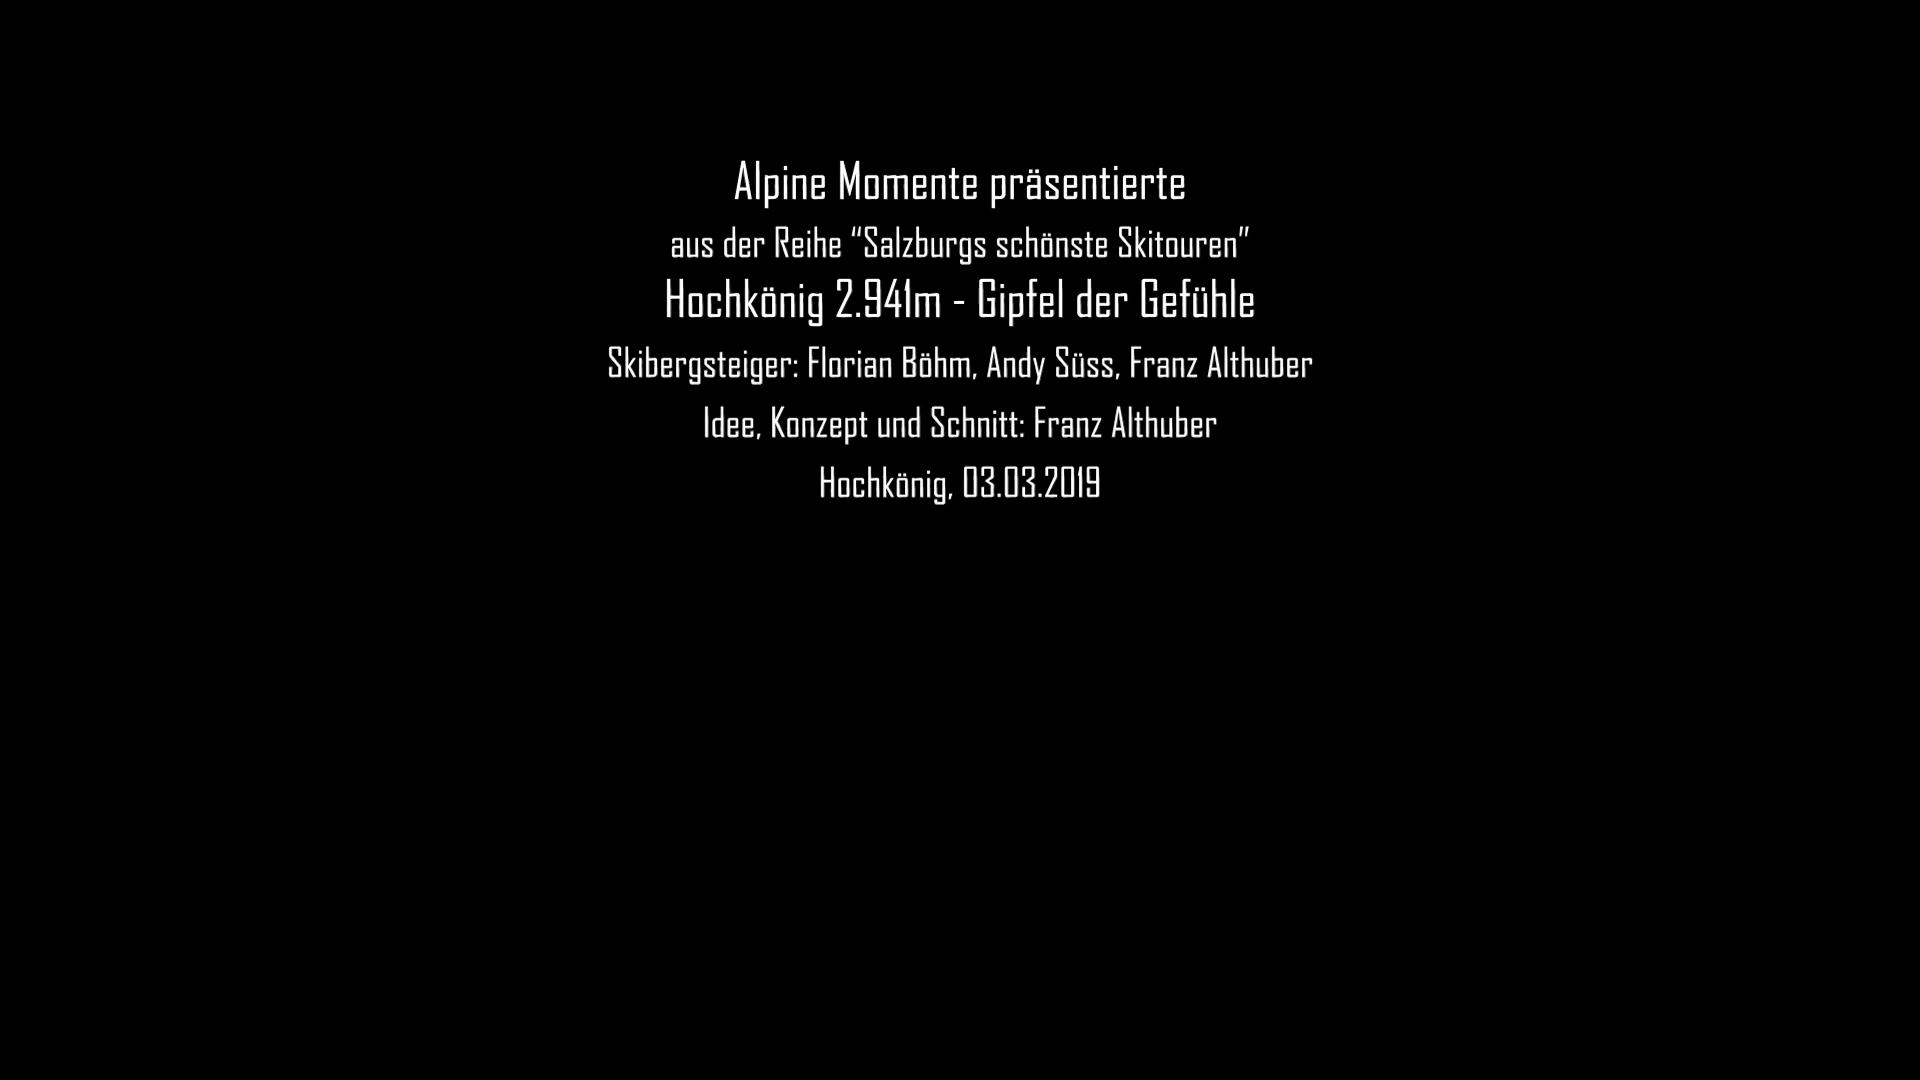 Alpine Momente präsentierte
aus der Reihe “Salzburgs schönste Skitouren”
Hochkönig 2.941m - Gipfel der Gefühle
Skibergsteiger: Florian Böhm, Andy Süss, Franz Althuber
Idee, Konzept und Schnitt: Franz Althuber
Hochkönig, 03.03.2019